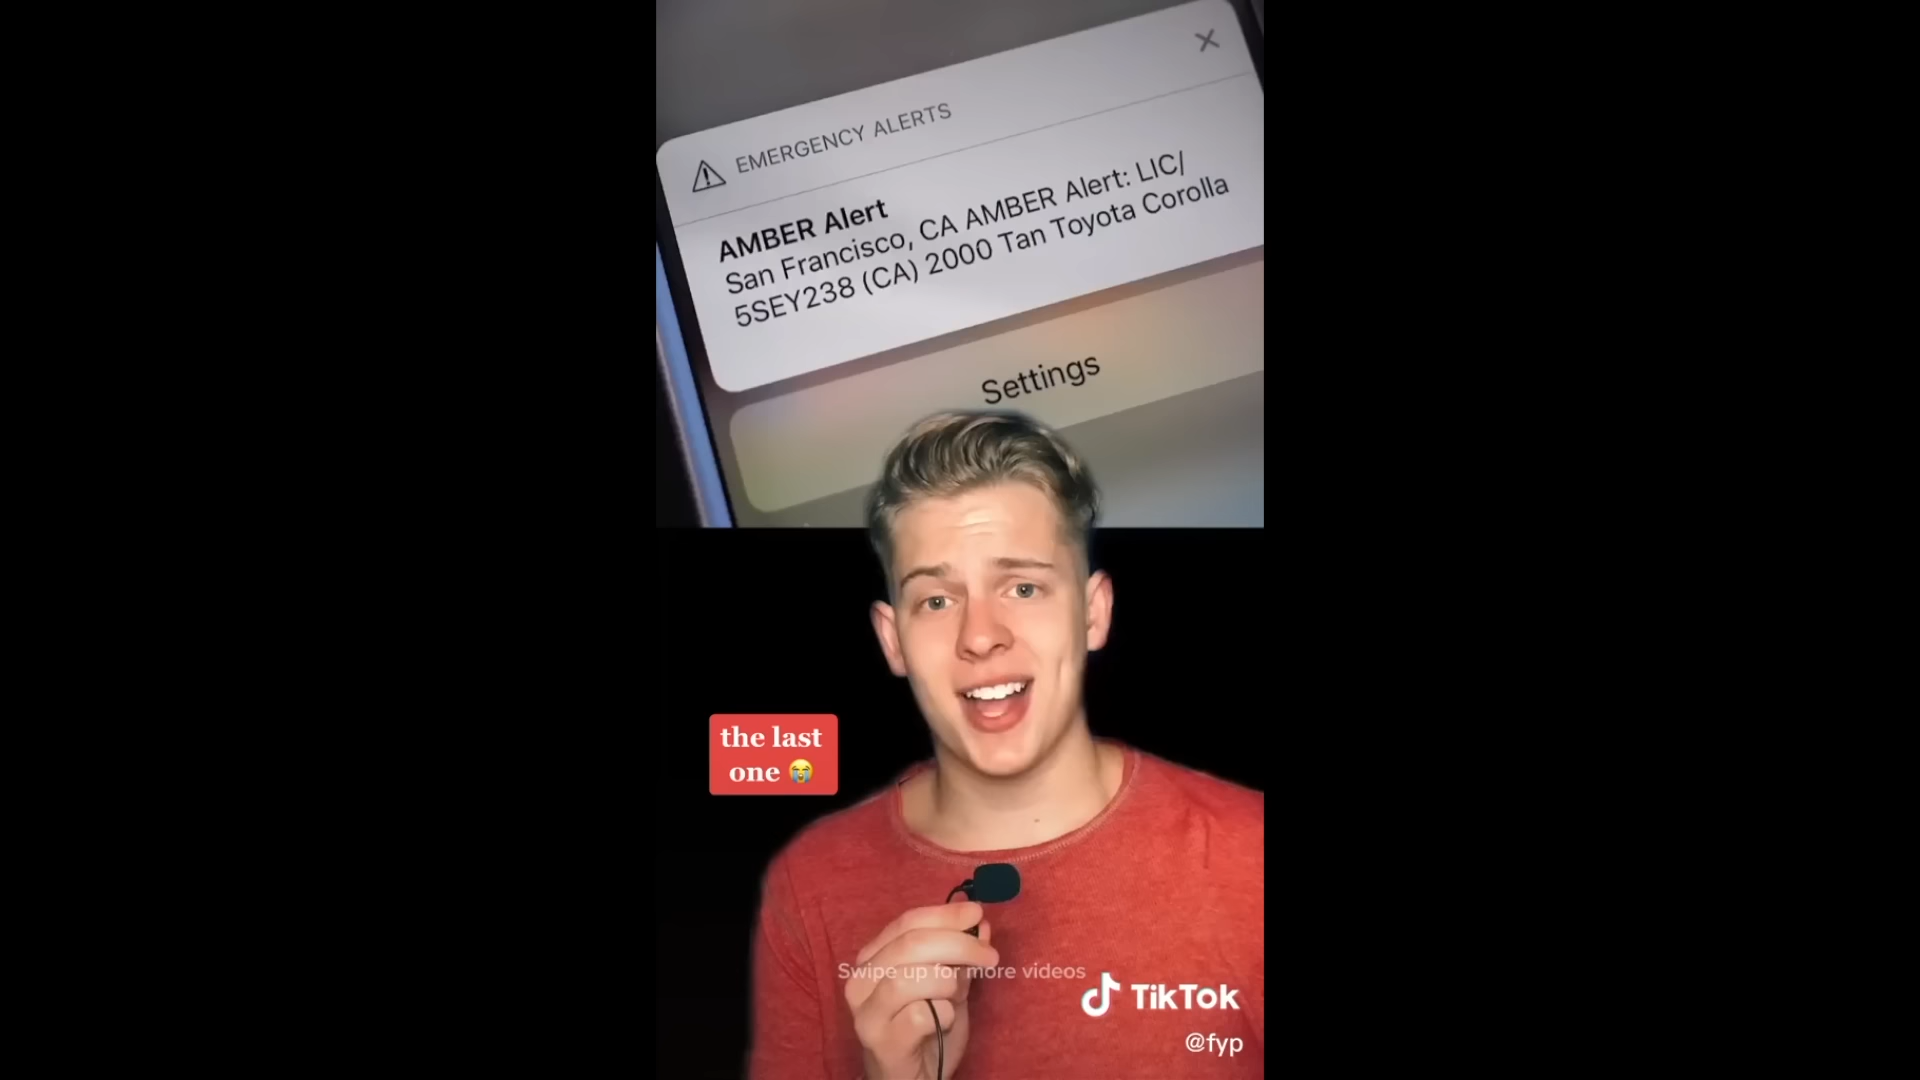 EMERGENCY ALERTS
AMBER Alert
San Francisco, CA AMBER Alert: LIC/
5SEY238 (CA) 2000 Tan Toyota Corolla
Settings
the last
one 😭
Swipe up for more videos
TikTok
@fyp